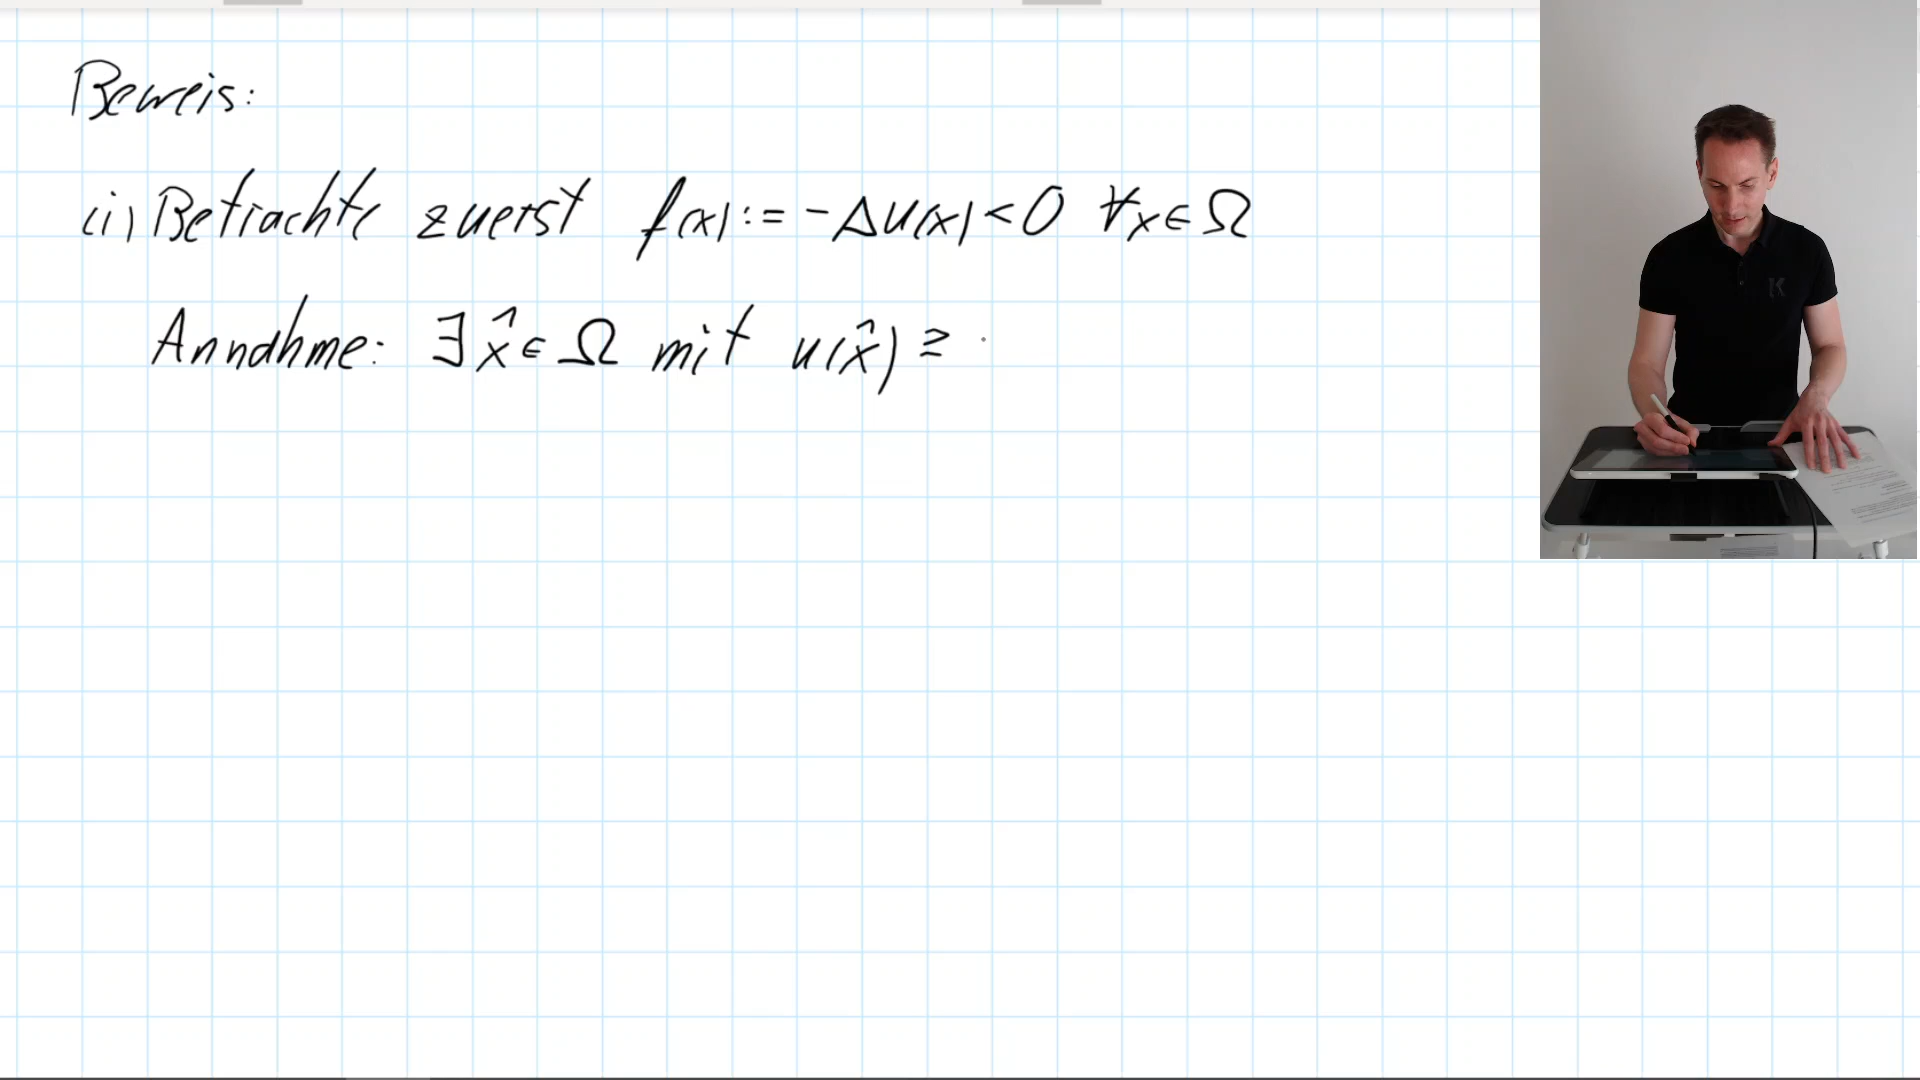 Beweis:
(i) Betrachte zuerst f(x) := -Δu(x) < 0 ∀x∈Ω
Annahme: ∃ x̂ ∈ Ω mit u(x̂) ≥
K